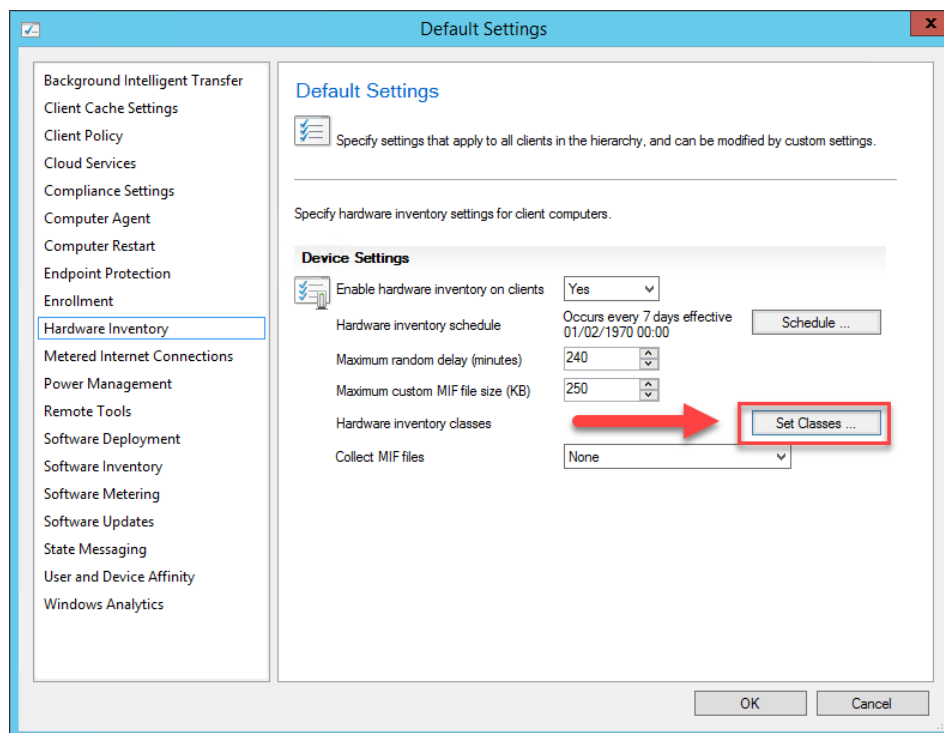 Default Settings
x
Background Intelligent Transfer
Client Cache Settings
Client Policy
Cloud Services
Compliance Settings
Computer Agent
Computer Restart
Endpoint Protection
Enrollment
Hardware Inventory
Metered Internet Connections
Power Management
Remote Tools
Software Deployment
Software Inventory
Software Metering
Software Updates
State Messaging
User and Device Affinity
Windows Analytics
Default Settings
Specify settings that apply to all clients in the hierarchy, and can be modified by custom settings.
Specify hardware inventory settings for client computers.
Device Settings
Enable hardware inventory on clients Yes
Hardware inventory schedule Occurs every 7 days effective
01/02/1970 00:00 Schedule ...
Maximum random delay (minutes) 240
Maximum custom MIF file size (KB) 250
Hardware inventory classes Set Classes ...
Collect MIF files None
OK Cancel